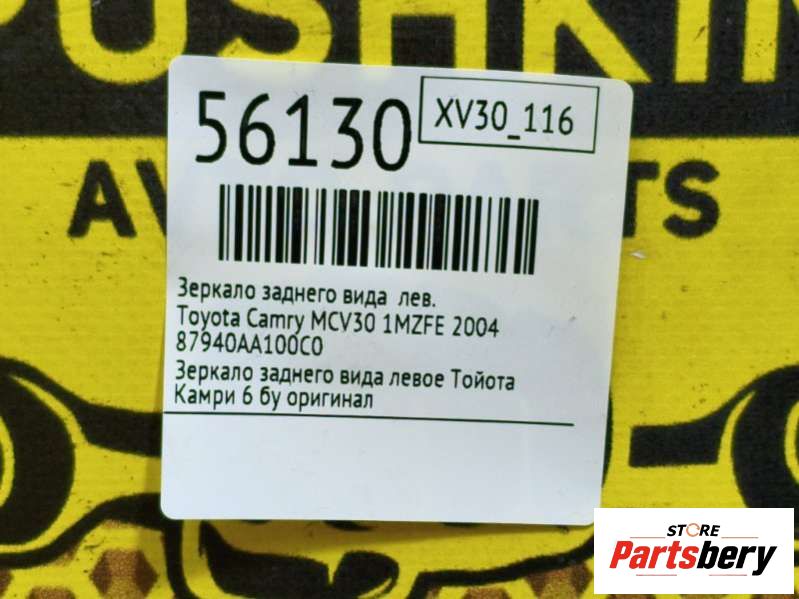 56130
XV30_116
Зеркало заднего вида лев.
Toyota Camry MCV30 1MZFE 2004
87940AA100C0
Зеркало заднего вида левое Тойота
Камри 6 бу оригинал
STORE
Partsbery